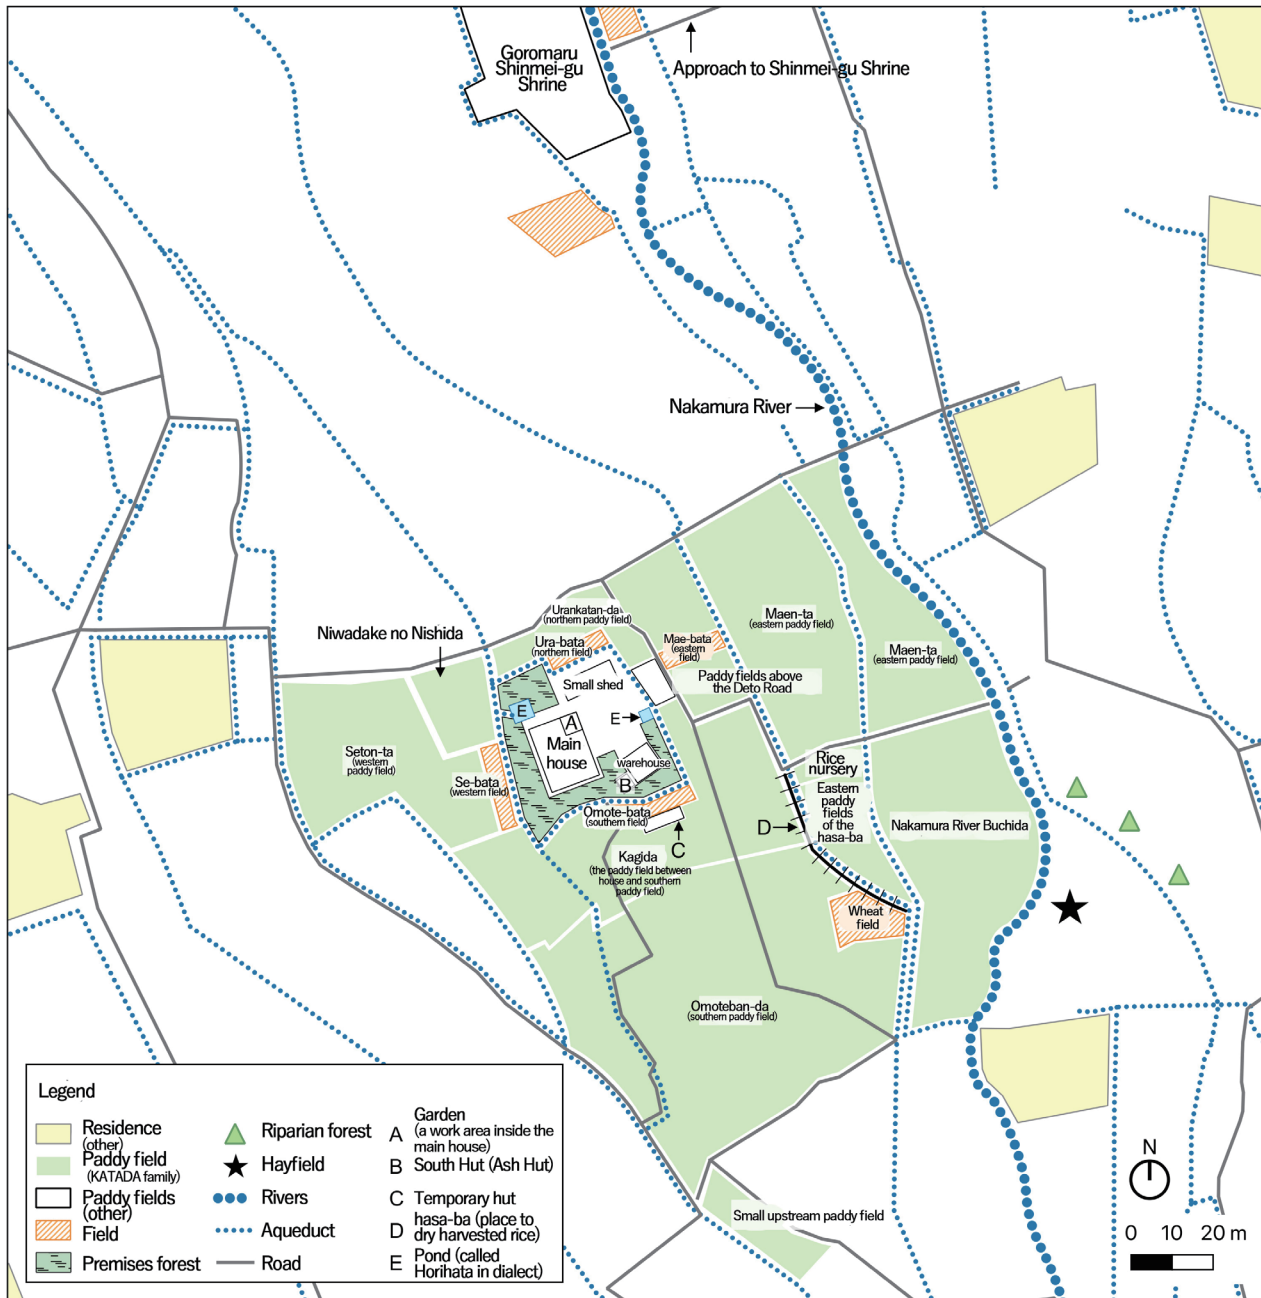 Goromaru
Shinmei-gu
Shrine
Approach to Shinmei-gu Shrine
Nakamura River
Urankatan-da
(northern paddy field)
Niwadake no Nishida
Ura-bata
(northern field)
Mae-bata
(eastern
field)
Maen-ta
(eastern paddy field)
Maen-ta
(eastern paddy field)
Paddy fields above
the Deto Road
Small shed
E
A
E
Main
house
warehouse
B
Seton-ta
(western
paddy field)
Se-bata
(western field)
Omote-bata
(southern field)
C
Rice
nursery
Eastern
paddy
fields
of the
hasa-ba
D
Nakamura River Buchida
Kagida
(the paddy field between
house and southern
paddy field)
Wheat
field
Omoteban-da
(southern paddy field)
Small upstream paddy field
N
0 10 20 m
Legend
Residence
(other)
Paddy field
(KATADA family)
Paddy fields
(other)
Field
Premises forest
Riparian forest
Hayfield
Rivers
Aqueduct
Road
A Garden
(a work area inside the
main house)
B South Hut (Ash Hut)
C Temporary hut
D hasa-ba (place to
dry harvested rice)
E Pond (called
Horihata in dialect)